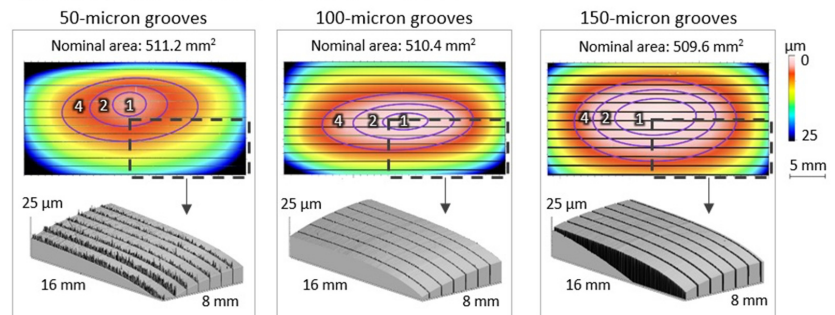 50-micron grooves
100-micron grooves
150-micron grooves
Nominal area: 511.2 mm²
Nominal area: 510.4 mm²
Nominal area: 509.6 mm²
µm
0
25
5 mm
4 2 1
4 2 1
4 2 1
25 µm
16 mm
8 mm
25 µm
16 mm
8 mm
25 µm
16 mm
8 mm